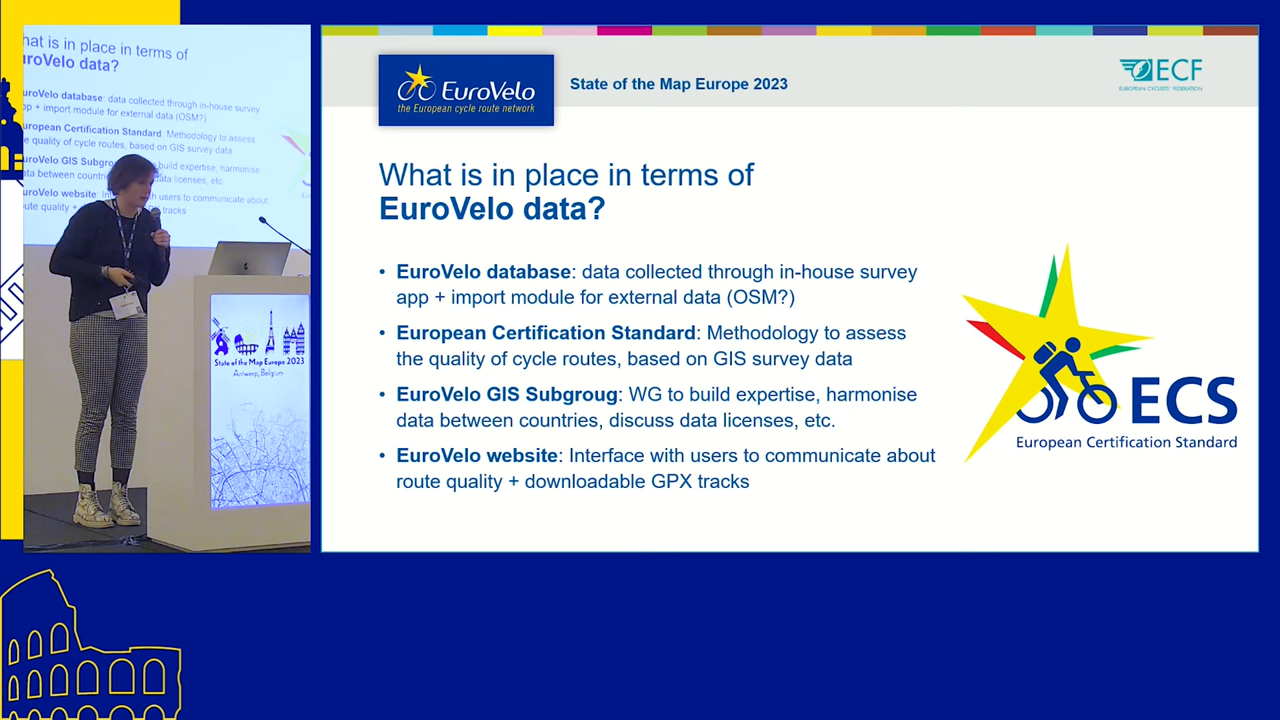 hat is in place in terms of
uroVelo data?
uroVelo database: data collected through in-house survey
pp + import module for external data (OSM?)
uropean Certification Standard: Methodology to assess
e quality of cycle routes, based on GIS survey data
uroVelo GIS Subgroug
build expertise, harmonise
ata between countries
data licenses, etc.
uroVelo website: with users to communicate about
ute quality + tracks
State of the Map Europe 2023
Antwerp, Belgium
EuroVelo
the European cycle route network
State of the Map Europe 2023
ECF
EUROPEAN CYCLISTS' FEDERATION
What is in place in terms of
EuroVelo data?
• EuroVelo database: data collected through in-house survey
app + import module for external data (OSM?)
• European Certification Standard: Methodology to assess
the quality of cycle routes, based on GIS survey data
• EuroVelo GIS Subgroug: WG to build expertise, harmonise
data between countries, discuss data licenses, etc.
• EuroVelo website: Interface with users to communicate about
route quality + downloadable GPX tracks
ECS
European Certification Standard